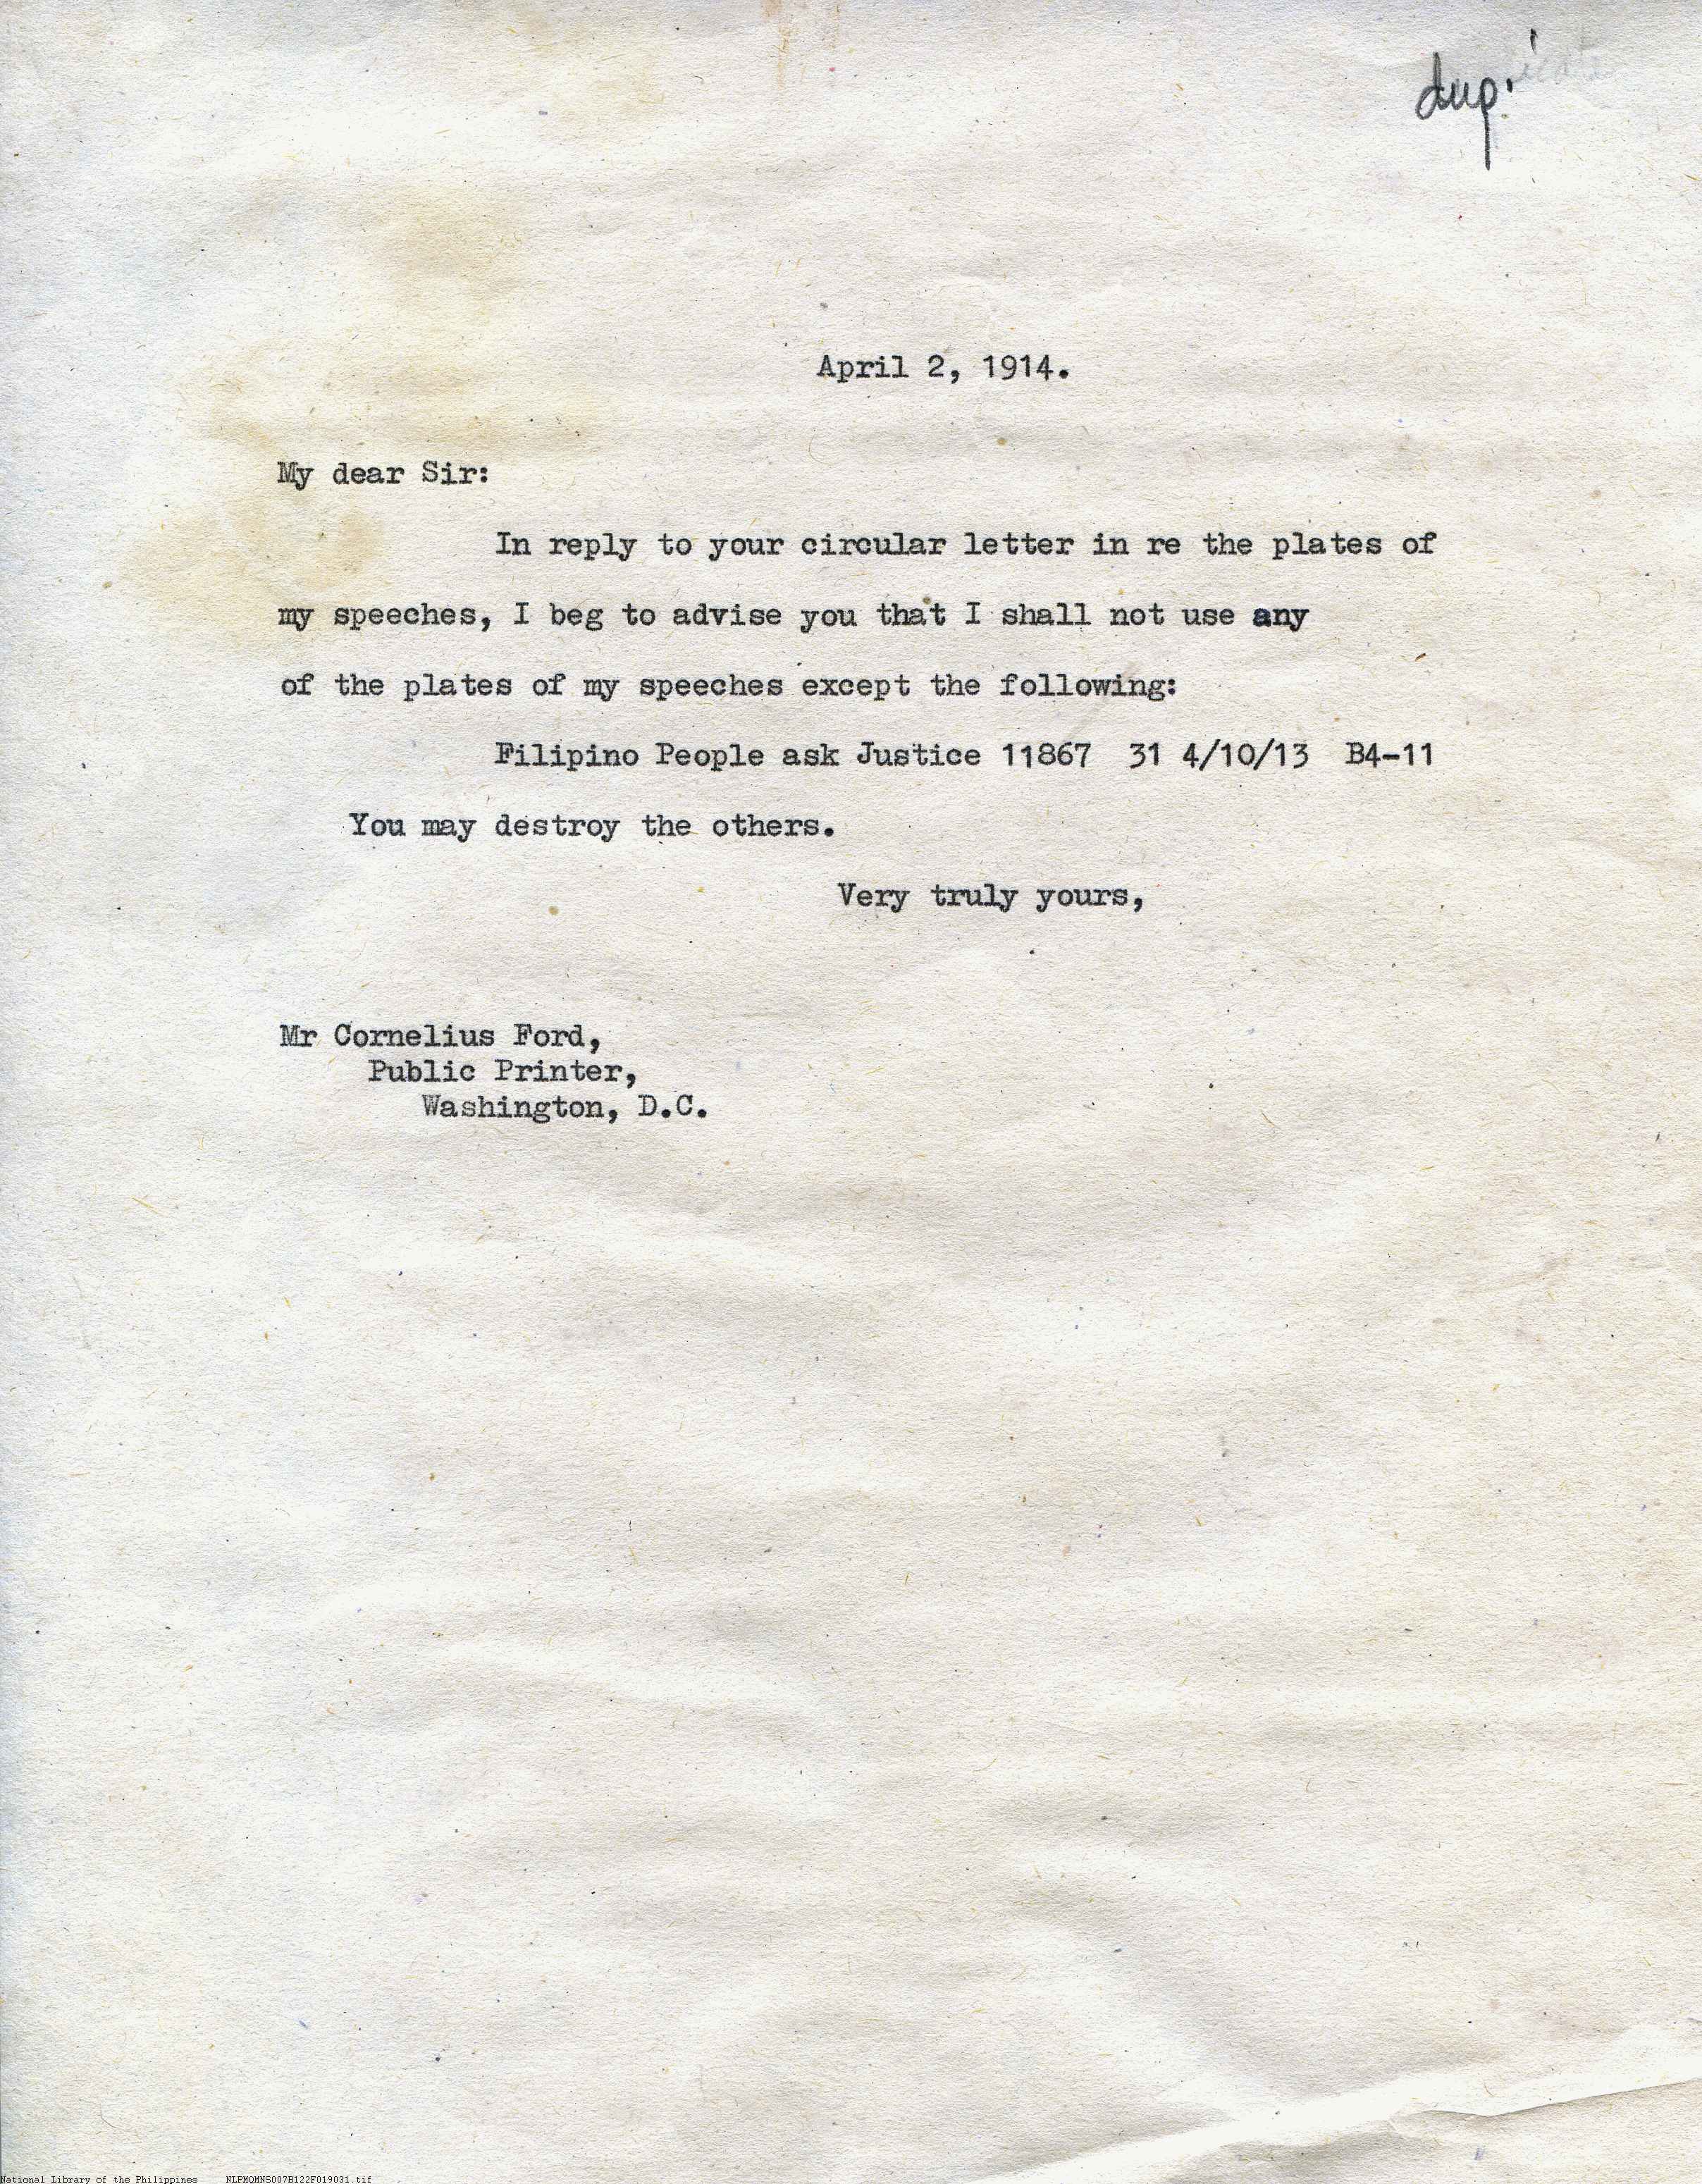 dup.
April 2, 1914.
My dear Sir:
In reply to your circular letter in re the plates of
my speeches, I beg to advise you that I shall not use any
of the plates of my speeches except the following:
Filipino People ask Justice 11867 31 4/10/13 B4-11
You may destroy the others.
Very truly yours,
Mr Cornelius Ford,
Public Printer,
Washington, D.C.
National Library of the Philippines NLPMQMNS007B122F019031.tif